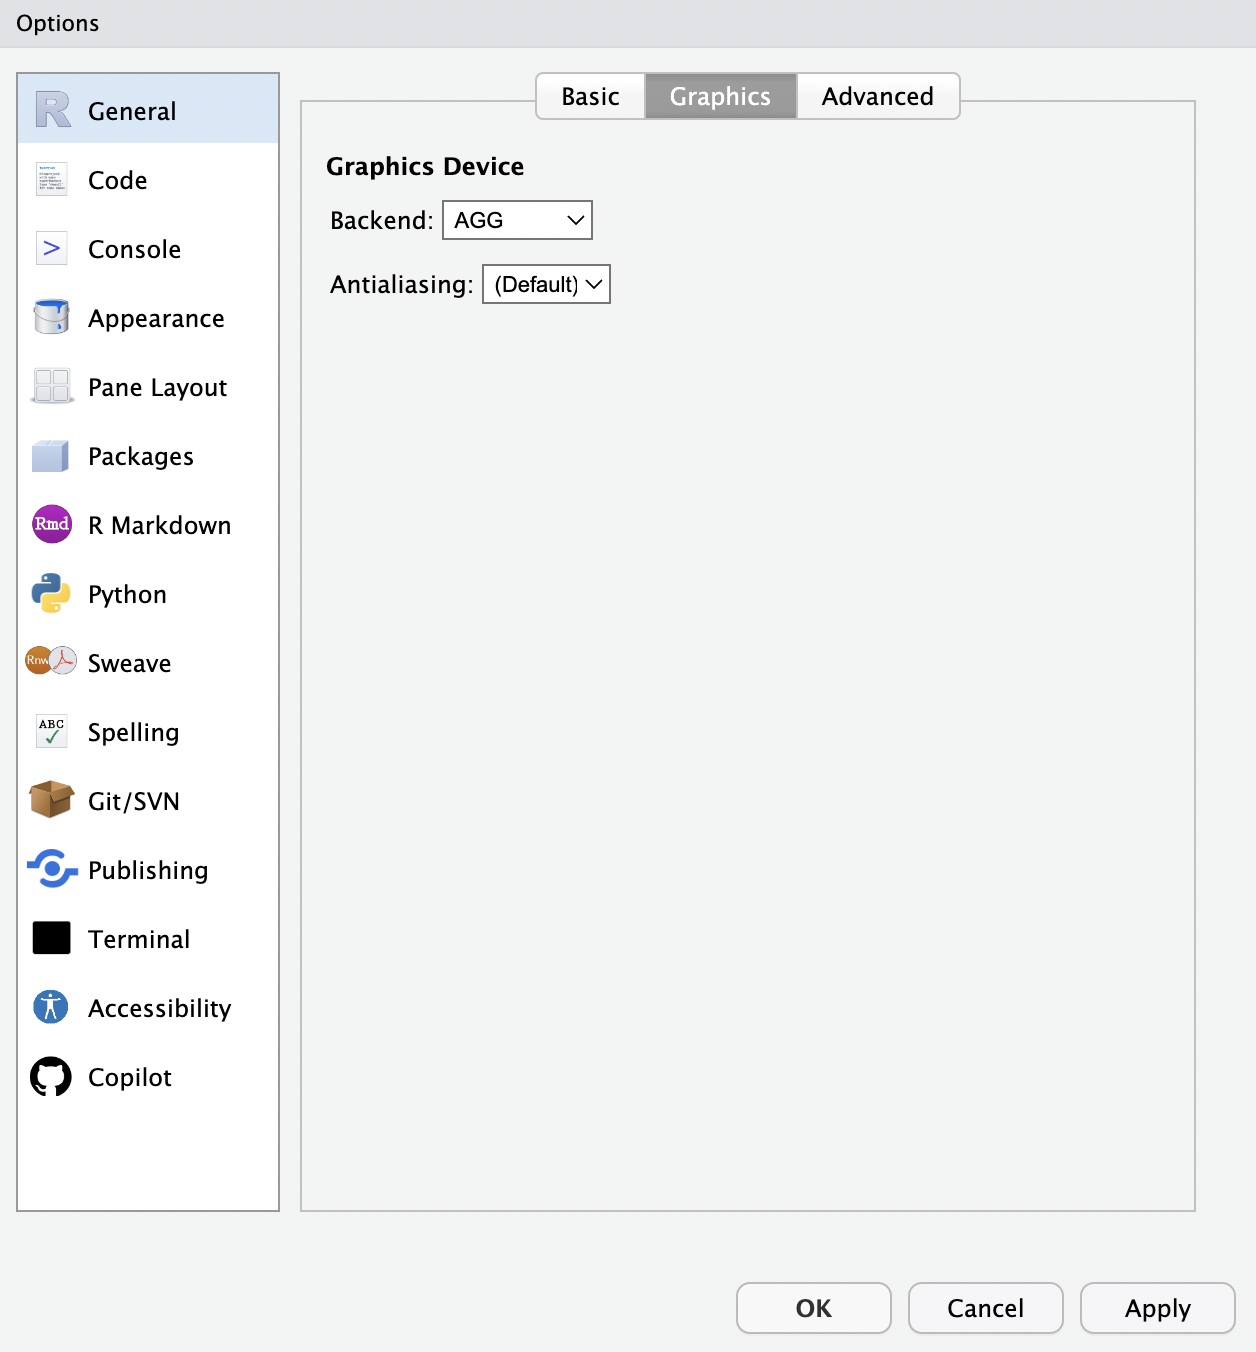 Options
General
Code
Console
Appearance
Pane Layout
Packages
Rmd R Markdown
Python
Rnw Sweave
ABC Spelling
Git/SVN
Publishing
Terminal
Accessibility
Copilot
Basic Graphics Advanced
Graphics Device
Backend: AGG
Antialiasing: (Default)
OK Cancel Apply